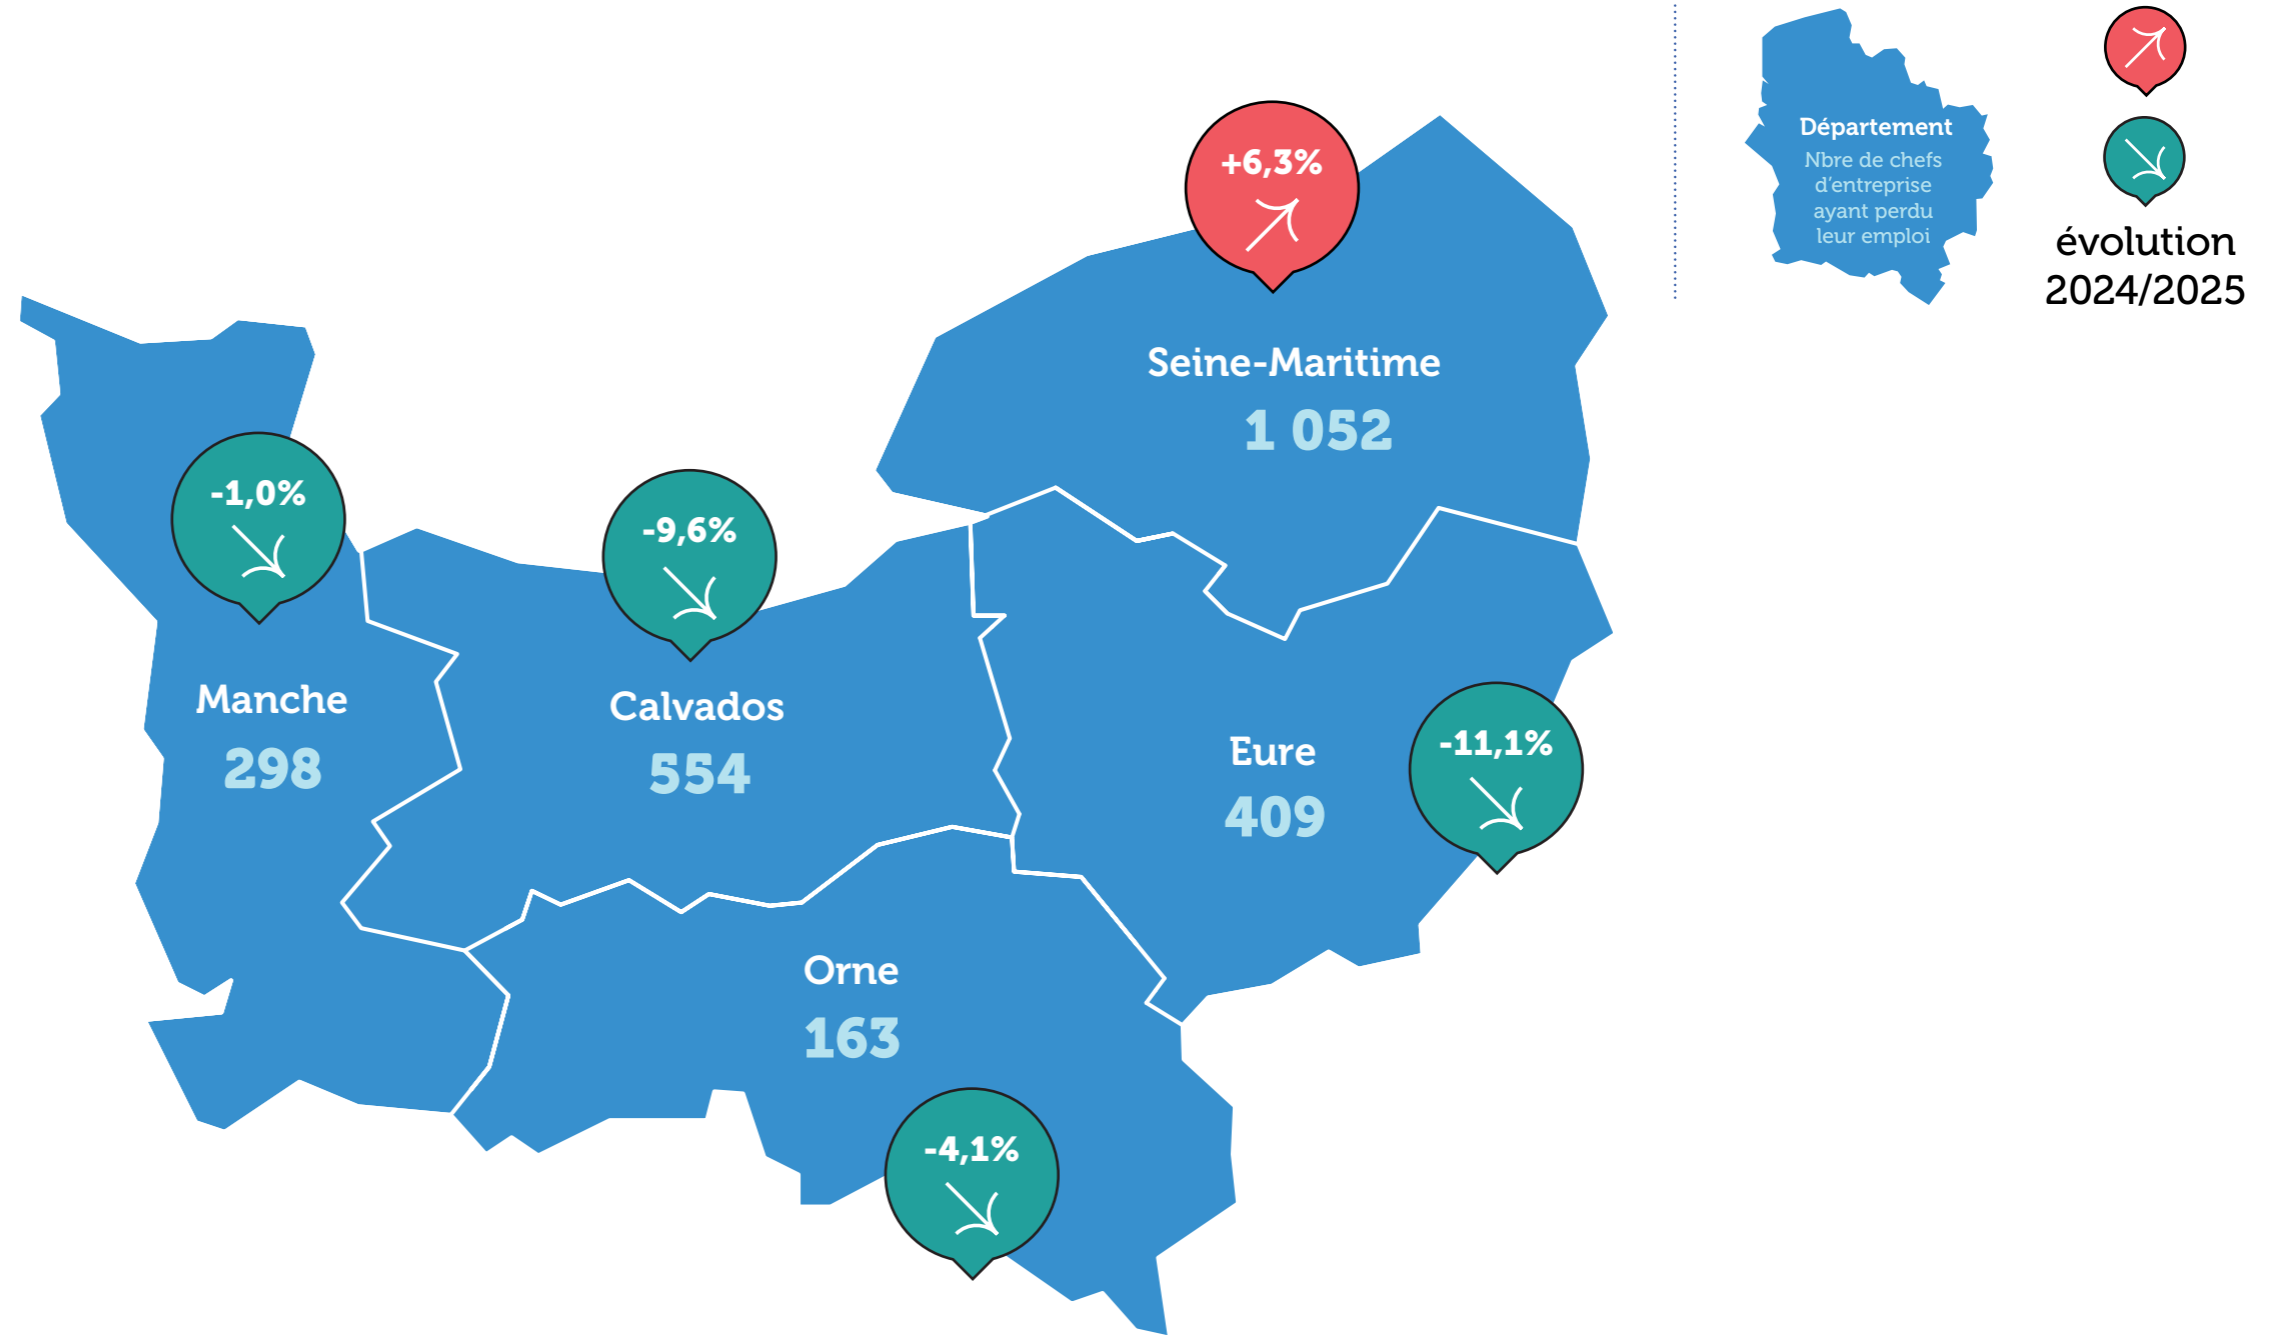 Département
Nbre de chefs
d'entreprise
ayant perdu
leur emploi
évolution
2024/2025
+6,3%
Seine-Maritime
1 052
-1,0%
Manche
298
-9,6%
Calvados
554
-11,1%
Eure
409
Orne
163
-4,1%